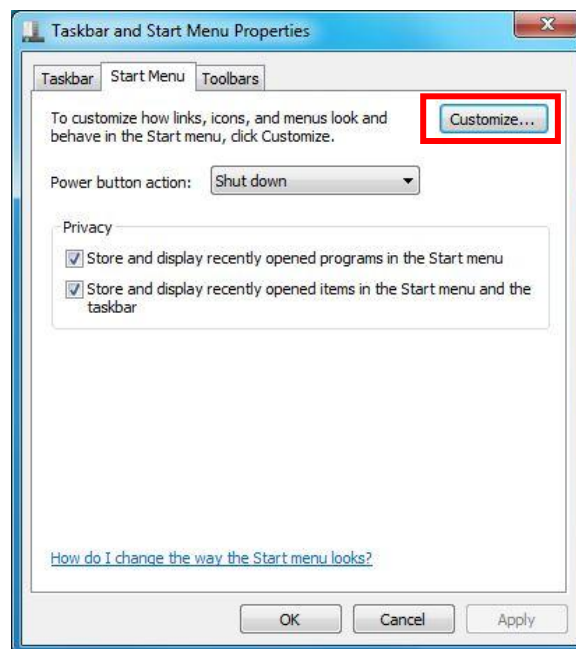 Taskbar and Start Menu Properties
Taskbar
Start Menu
Toolbars
To customize how links, icons, and menus look and
behave in the Start menu, click Customize.
Customize...
Power button action:
Shut down
Privacy
Store and display recently opened programs in the Start menu
Store and display recently opened items in the Start menu and the
taskbar
How do I change the way the Start menu looks?
OK
Cancel
Apply